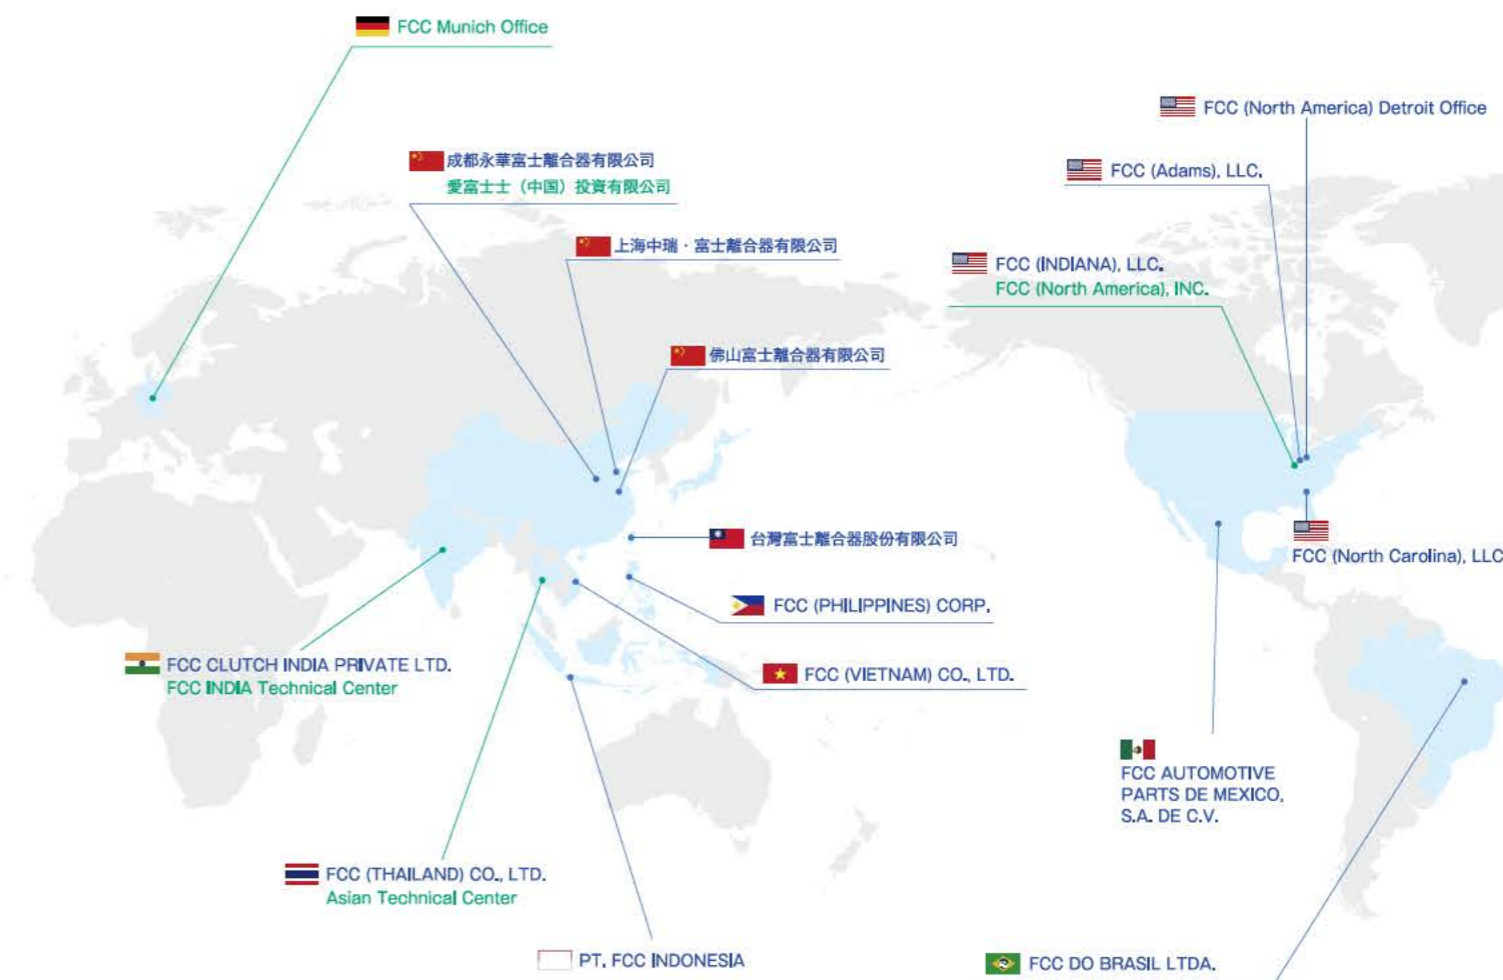 FCC Munich Office
FCC (North America) Detroit Office
成都永華富士離合器有限公司
愛富士士（中国）投資有限公司
FCC (Adams), LLC.
上海中瑞・富士離合器有限公司
FCC (INDIANA), LLC.
FCC (North America), INC.
佛山富士離合器有限公司
台灣富士離合器股份有限公司
FCC (North Carolina), LLC
FCC (PHILIPPINES) CORP.
FCC CLUTCH INDIA PRIVATE LTD.
FCC INDIA Technical Center
FCC (VIETNAM) CO., LTD.
FCC AUTOMOTIVE
PARTS DE MEXICO,
S.A. DE C.V.
FCC (THAILAND) CO., LTD.
Asian Technical Center
PT. FCC INDONESIA
FCC DO BRASIL LTDA.